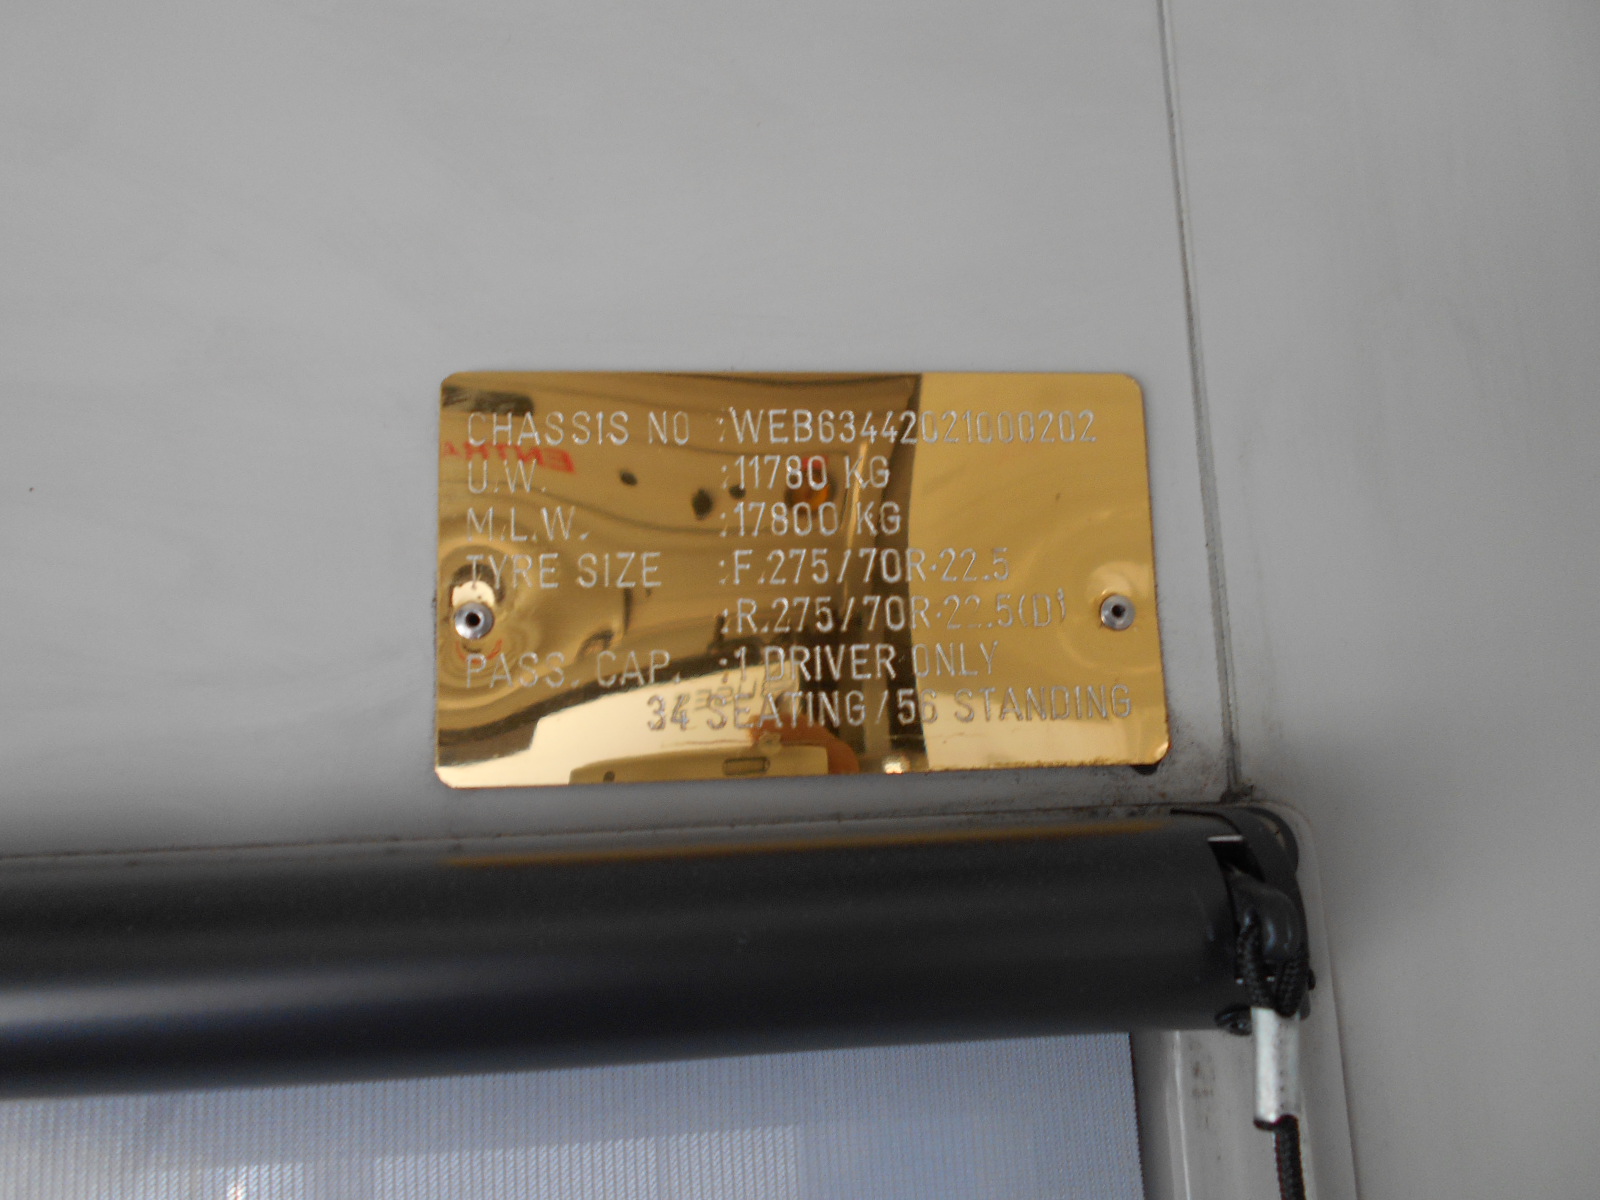 CHASSIS NO :WEB63442021000202
U.W. :11780 KG
M.L.W. :17800 KG
TYRE SIZE :F.275/70R.22.5
:R.275/70R.22.5(D)
PASS. CAP. :1 DRIVER ONLY
34 SEATING/56 STANDING